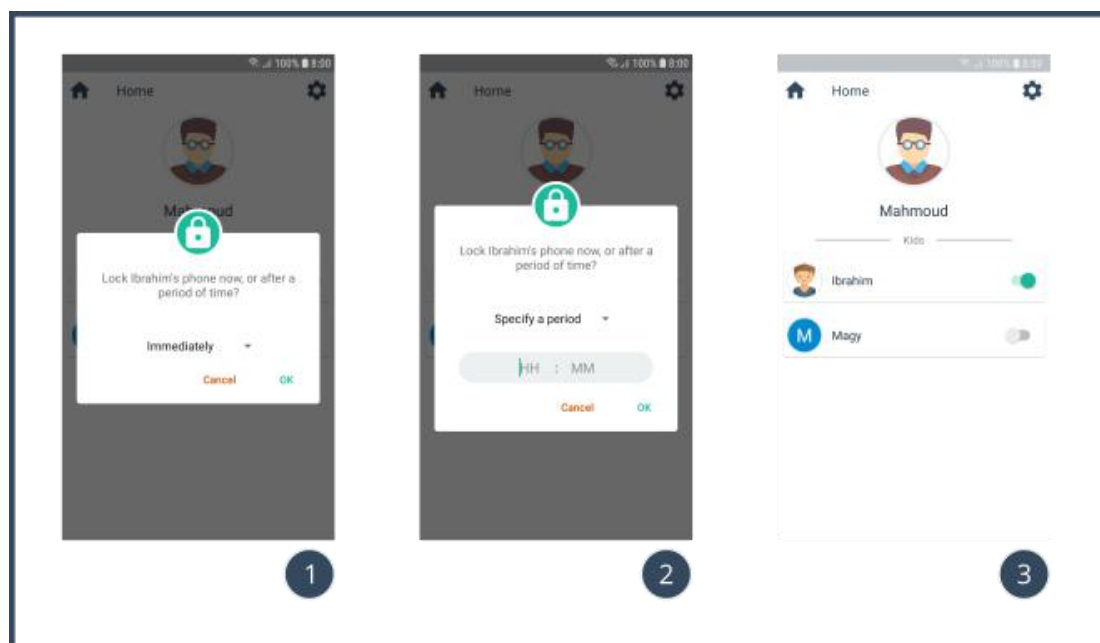 100% 8:00
Home
Mahmoud
Lock Ibrahim's phone now, or after a
period of time?
Immediately
Cancel OK
1
100% 8:00
Home
Lock Ibrahim's phone now, or after a
period of time?
Specify a period
HH : MM
Cancel OK
2
100% 8:00
Home
Mahmoud
Kids
Ibrahim
M Magy
3